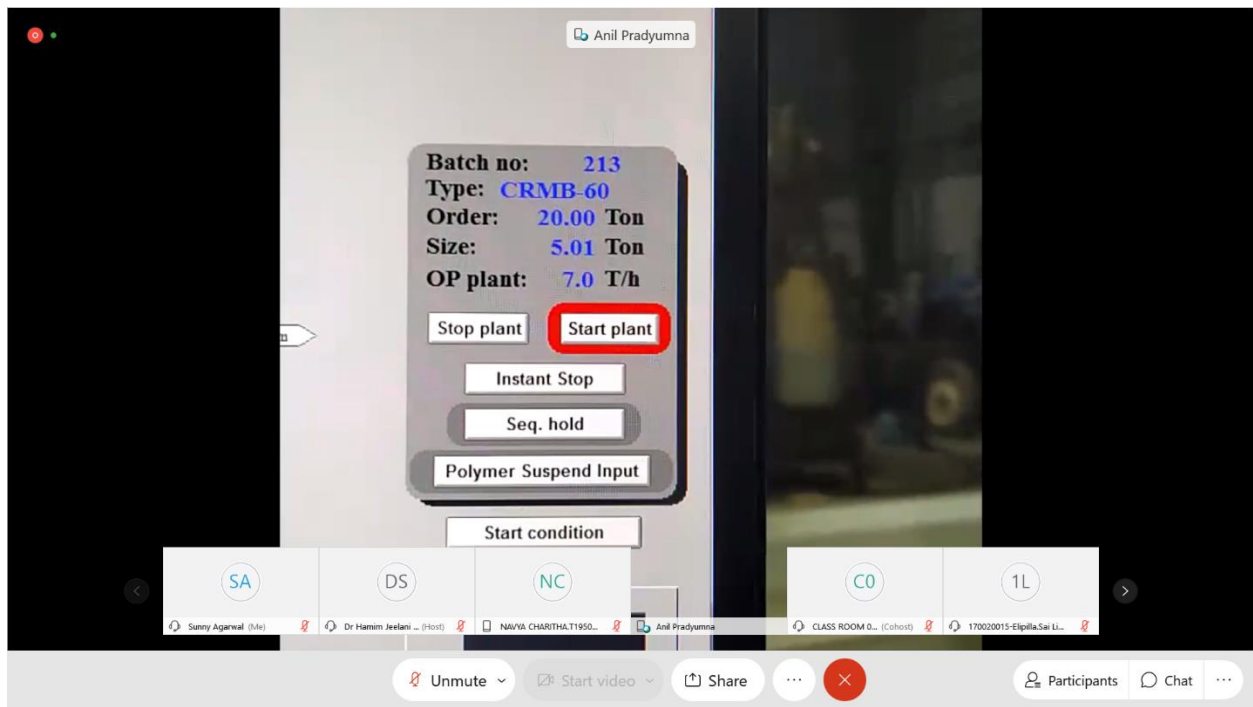 Anil Pradyumna
Batch no: 213
Type: CRMB-60
Order: 20.00 Ton
Size: 5.01 Ton
OP plant: 7.0 T/h
Stop plant Start plant
Instant Stop
Seq. hold
Polymer Suspend Input
Start condition
SA DS NC C0 1L
Sunny Agarwal (Me) Dr Hamim Jeelani ... (Host) NAVYA CHARITHA.T1950... Anil Pradyumna CLASS ROOM 0... (Cohost) 170020015-Elipilla.Sai Li...
Unmute Start video Share ... Participants Chat ...